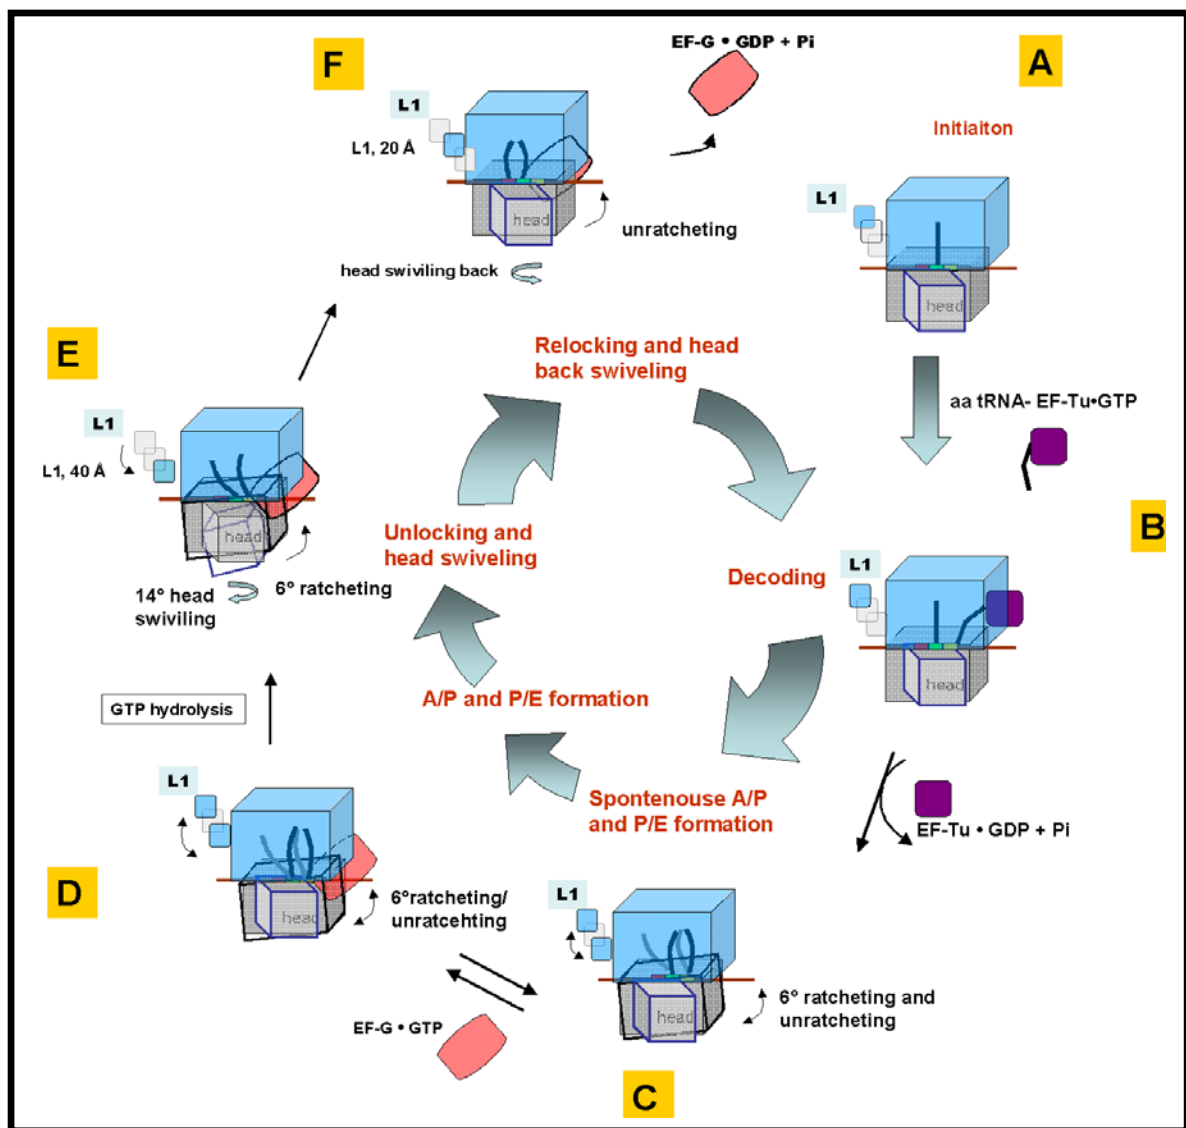 F
EF-G • GDP + Pi
A
L1
L1, 20 Å
Initiaiton
L1
head
unratcheting
head swiviling back
head
E
Relocking and head
back swiveling
L1
L1, 40 Å
aa tRNA- EF-Tu•GTP
head
Unlocking and
head swiveling
B
Decoding
L1
14° head
swiviling
6° ratcheting
head
A/P and P/E formation
GTP hydrolysis
L1
Spontenouse A/P
and P/E formation
EF-Tu • GDP + Pi
D
head
6°ratcheting/
unratcehting
L1
head
6° ratcheting and
unratcheting
EF-G • GTP
C